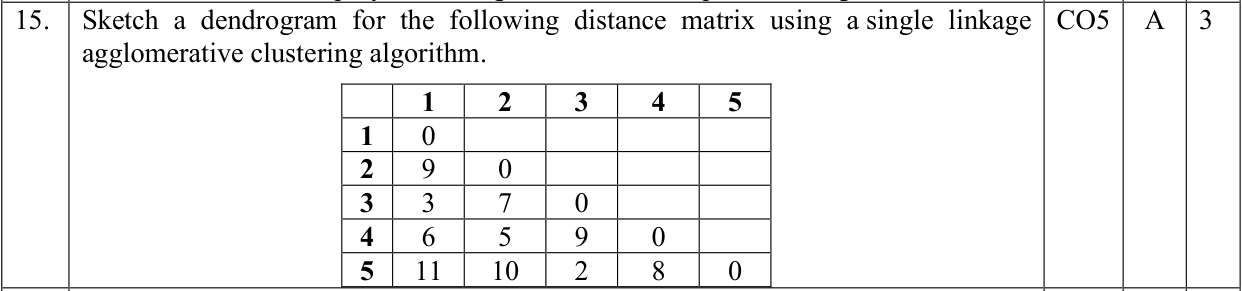 15. Sketch a dendrogram for the following distance matrix using a single linkage CO5 A 3
agglomerative clustering algorithm.
1 2 3 4 5
1 0
2 9 0
3 3 7 0
4 6 5 9 0
5 11 10 2 8 0